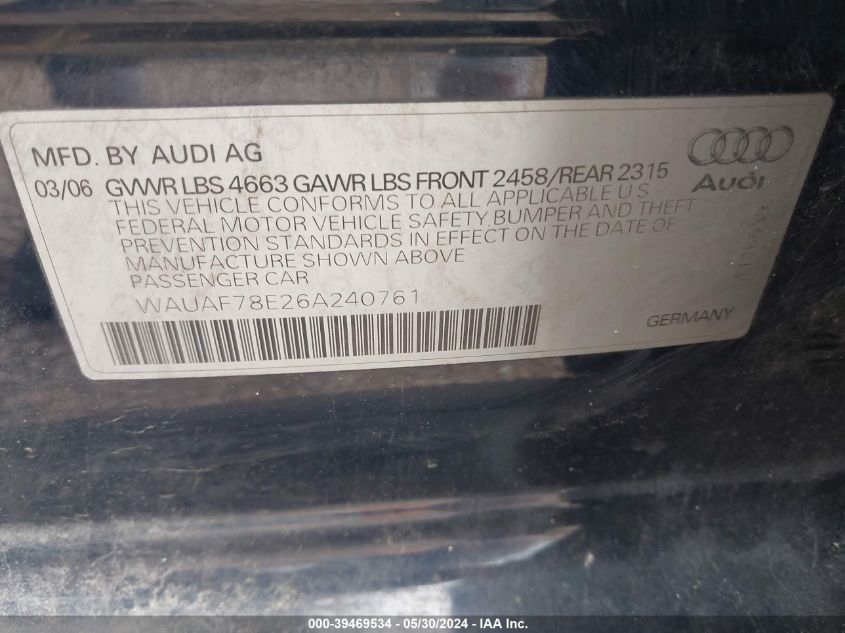 MFD. BY AUDI AG
03/06 GVWR LBS 4663 GAWR LBS FRONT 2458/REAR 2315
THIS VEHICLE CONFORMS TO ALL APPLICABLE U S
FEDERAL MOTOR VEHICLE SAFETY, BUMPER AND THEFT
PREVENTION STANDARDS IN EFFECT ON THE DATE OF
MANUFACTURE SHOWN ABOVE
PASSENGER CAR
WAUAF78E26A240761
Audi
GERMANY
000-39469534 - 05/30/2024 - IAA Inc.